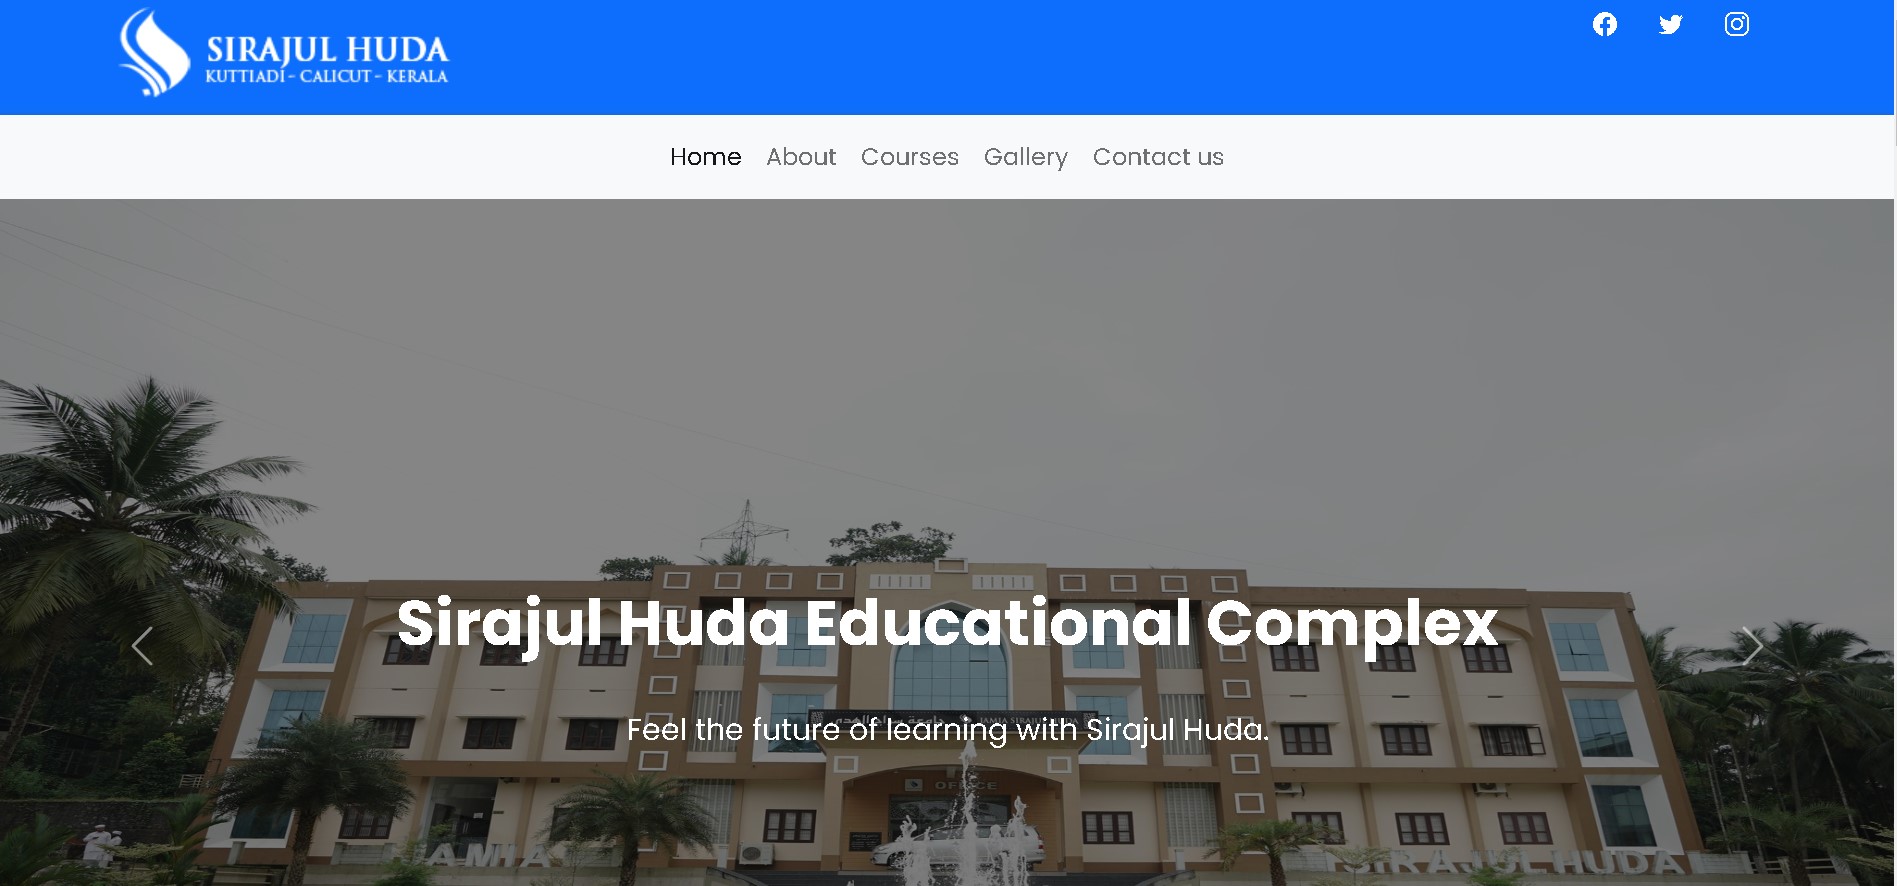 SIRAJUL HUDA
KUTTIADI - CALICUT - KERALA
Home About Courses Gallery Contact us
Sirajul Huda Educational Complex
Feel the future of learning with Sirajul Huda.
OFFICE
JAMIA
SIRAJUL HUDA